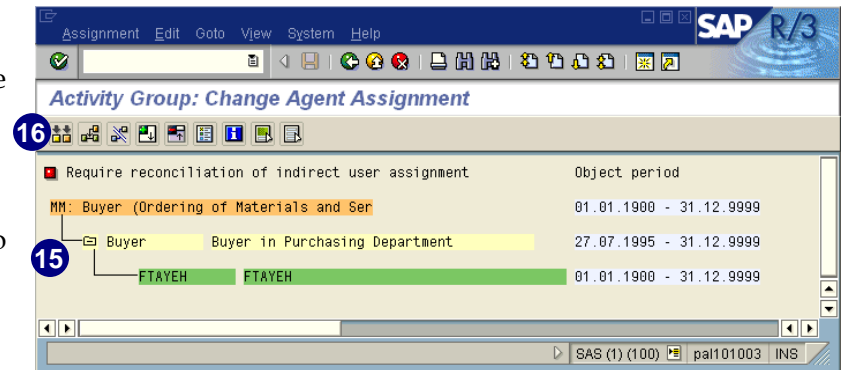 Assignment Edit Goto View System Help
SAP R/3
e
Activity Group: Change Agent Assignment
16
Require reconciliation of indirect user assignment Object period
MM: Buyer (Ordering of Materials and Ser 01.01.1900 - 31.12.9999
o
Buyer Buyer in Purchasing Department 27.07.1995 - 31.12.9999
15
FTAYEH FTAYEH 01.01.1900 - 31.12.9999
SAS (1) (100) pal101003 INS